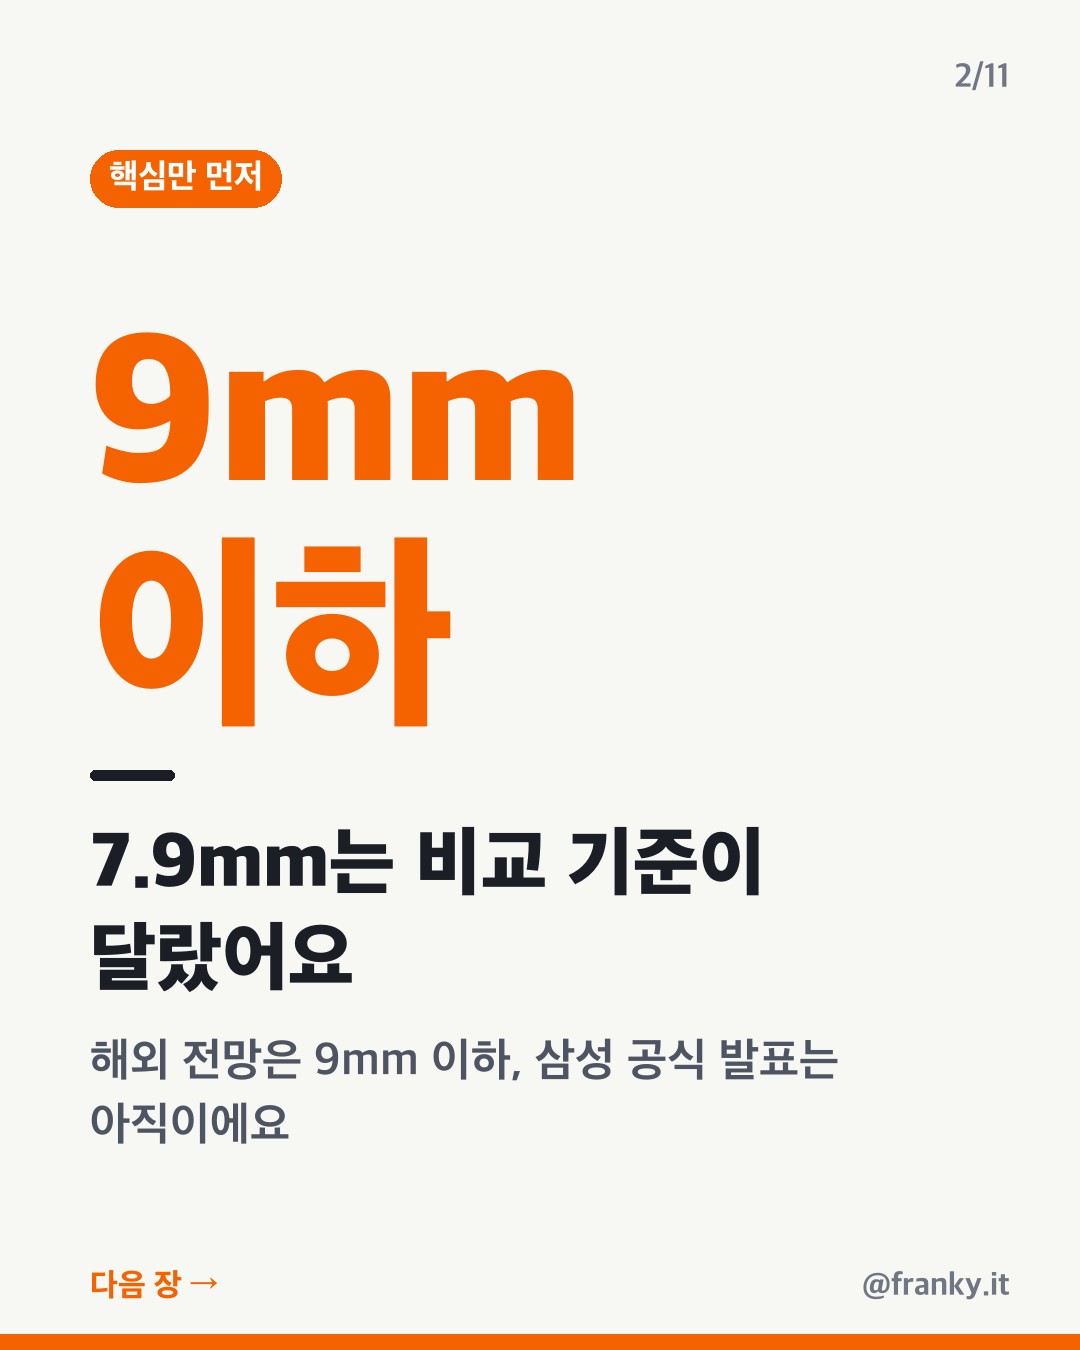 2/11
핵심만 먼저
9mm
이하
7.9mm는 비교 기준이
달랐어요
해외 전망은 9mm 이하, 삼성 공식 발표는
아직이에요
다음 장 →
@franky.it